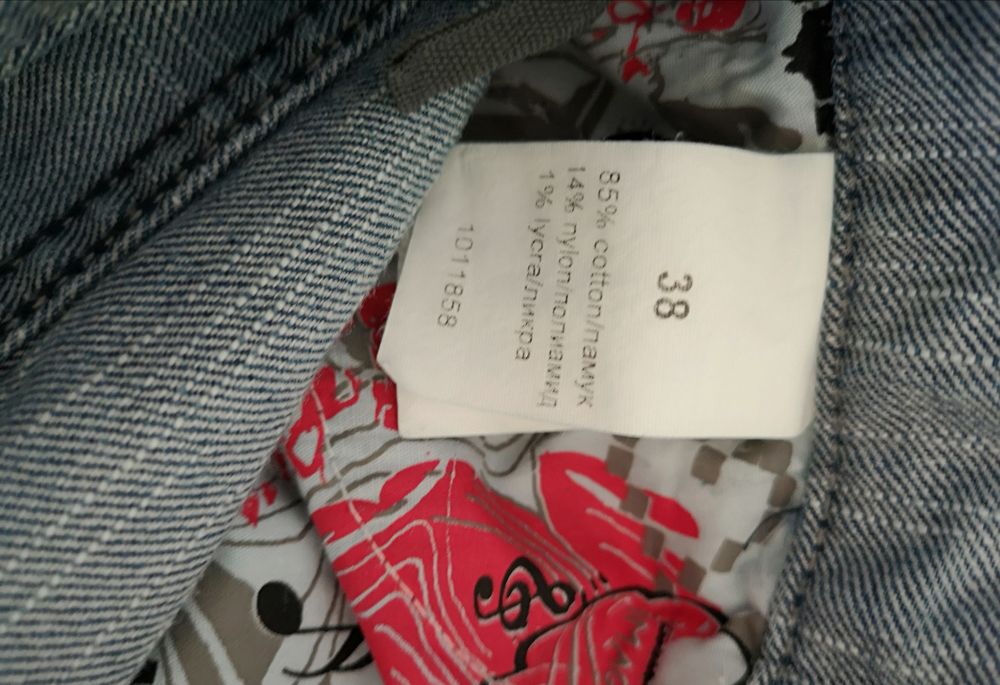 38
85% cotton/памук
14% nylon/полиамид
1% lycra/ликра
1011858